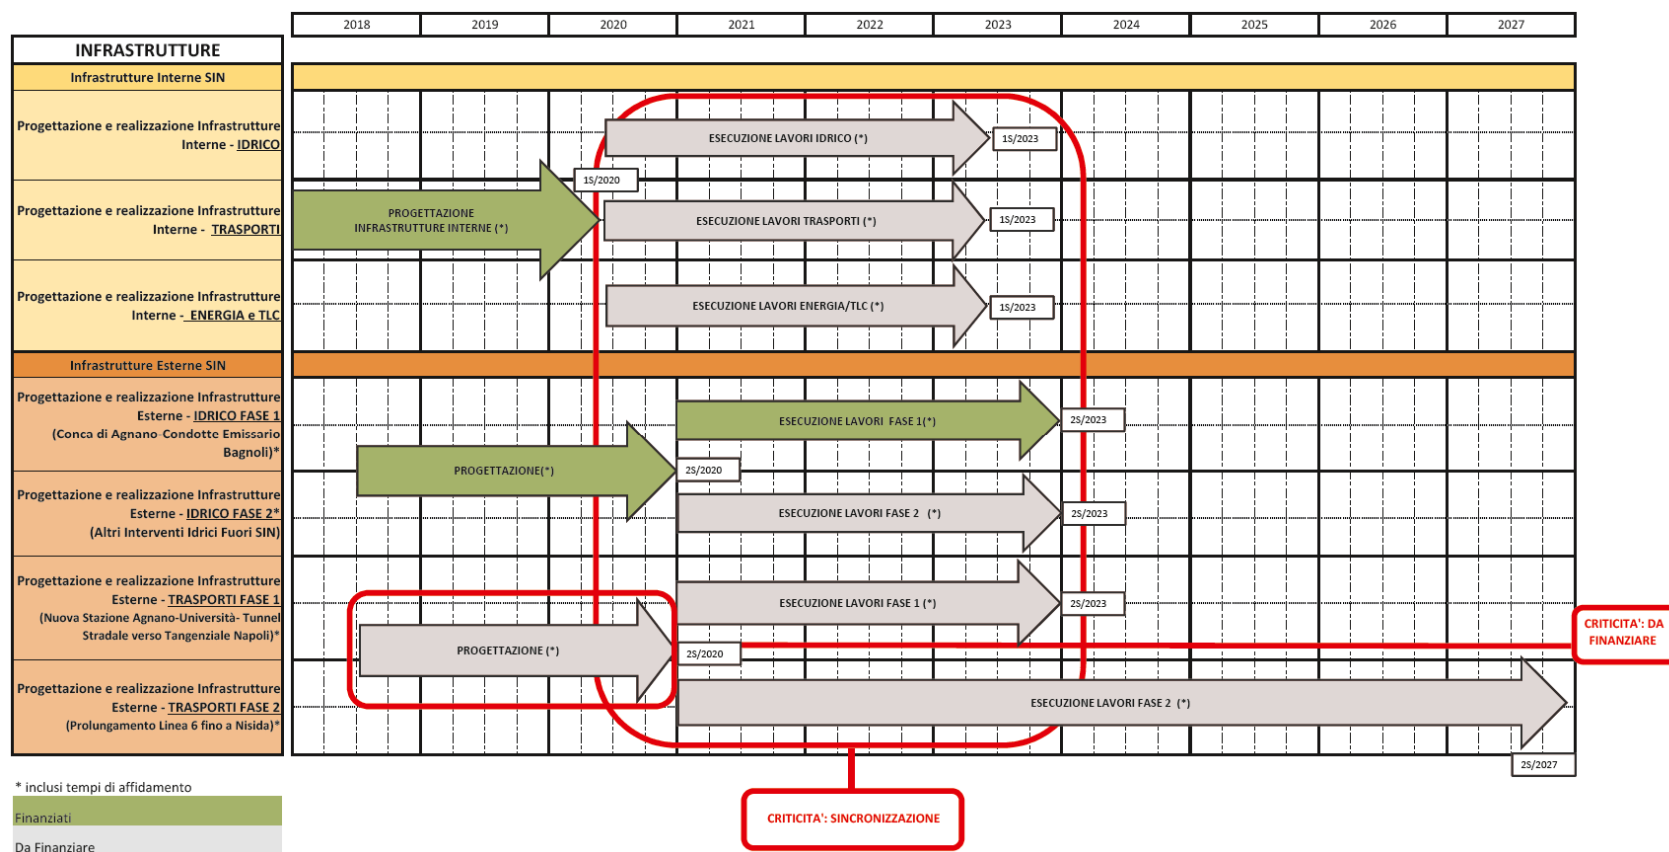 2018 2019 2020 2021 2022 2023 2024 2025 2026 2027
INFRASTRUTTURE
Infrastrutture Interne SIN
Progettazione e realizzazione Infrastrutture
Interne - IDRICO
ESECUZIONE LAVORI IDRICO (*)
1S/2023
1S/2020
Progettazione e realizzazione Infrastrutture
Interne - TRASPORTI
PROGETTAZIONE
INFRASTRUTTURE INTERNE (*)
ESECUZIONE LAVORI TRASPORTI (*)
1S/2023
Progettazione e realizzazione Infrastrutture
Interne - ENERGIA e TLC
ESECUZIONE LAVORI ENERGIA/TLC (*)
1S/2023
Infrastrutture Esterne SIN
Progettazione e realizzazione Infrastrutture
Esterne - IDRICO FASE 1
(Conca di Agnano-Condotte Emissario
Bagnoli)*
ESECUZIONE LAVORI FASE 1(*)
2S/2023
PROGETTAZIONE(*)
2S/2020
Progettazione e realizzazione Infrastrutture
Esterne - IDRICO FASE 2*
(Altri Interventi Idrici Fuori SIN)
ESECUZIONE LAVORI FASE 2 (*)
2S/2023
Progettazione e realizzazione Infrastrutture
Esterne - TRASPORTI FASE 1
(Nuova Stazione Agnano-Università- Tunnel
Stradale verso Tangenziale Napoli)*
ESECUZIONE LAVORI FASE 1 (*)
2S/2023
PROGETTAZIONE (*)
2S/2020
CRITICITA': DA
FINANZIARE
Progettazione e realizzazione Infrastrutture
Esterne - TRASPORTI FASE 2
(Prolungamento Linea 6 fino a Nisida)*
ESECUZIONE LAVORI FASE 2 (*)
2S/2027
* inclusi tempi di affidamento
Finanziati
Da Finanziare
CRITICITA': SINCRONIZZAZIONE